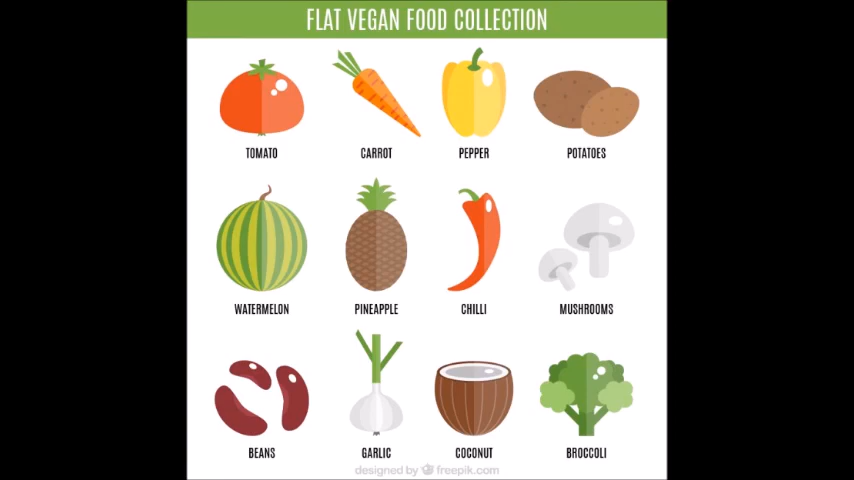 FLAT VEGAN FOOD COLLECTION
TOMATO
CARROT
PEPPER
POTATOES
WATERMELON
PINEAPPLE
CHILLI
MUSHROOMS
BEANS
GARLIC
COCONUT
BROCCOLI
designed by freepik.com